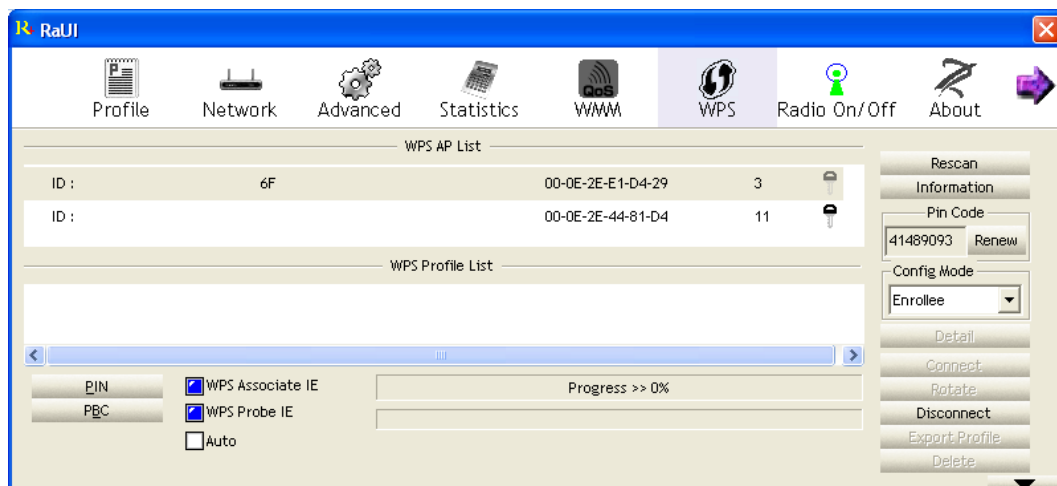 RaUI
Profile Network Advanced Statistics WMM WPS Radio On/Off About
QoS
WPS AP List
ID : 6F 00-0E-2E-E1-D4-29 3
ID : 00-0E-2E-44-81-D4 11
WPS Profile List
PIN
PBC
WPS Associate IE
WPS Probe IE
Auto
Progress >> 0%
Rescan
Information
Pin Code
41489093 Renew
Config Mode
Enrollee
Detail
Connect
Rotate
Disconnect
Export Profile
Delete